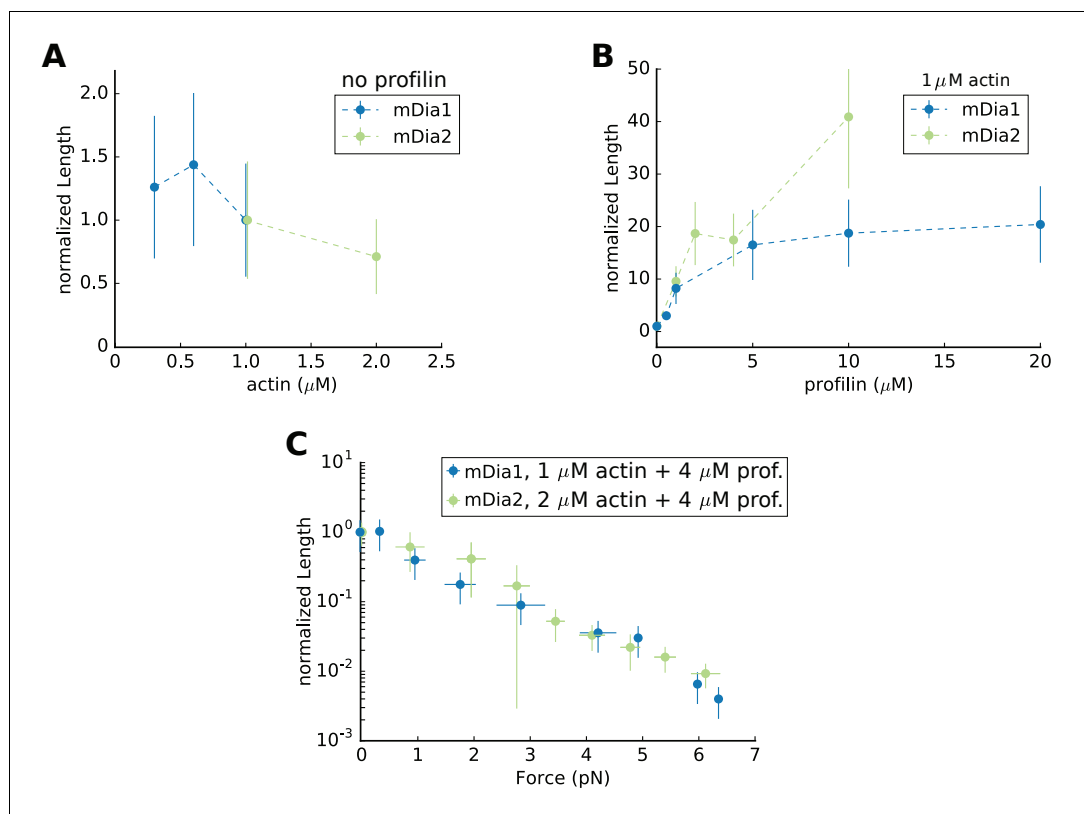 A
no profilin
mDia1
mDia2
2.0
1.5
1.0
0.5
0
normalized Length
0 0.5 1.0 1.5 2.0 2.5
actin (μM)
B
1 μM actin
mDia1
mDia2
50
40
30
20
10
0
normalized Length
0 5 10 15 20
profilin (μM)
C
mDia1, 1 μM actin + 4 μM prof.
mDia2, 2 μM actin + 4 μM prof.
10¹
10⁰
10⁻¹
10⁻²
10⁻³
normalized Length
0 1 2 3 4 5 6 7
Force (pN)